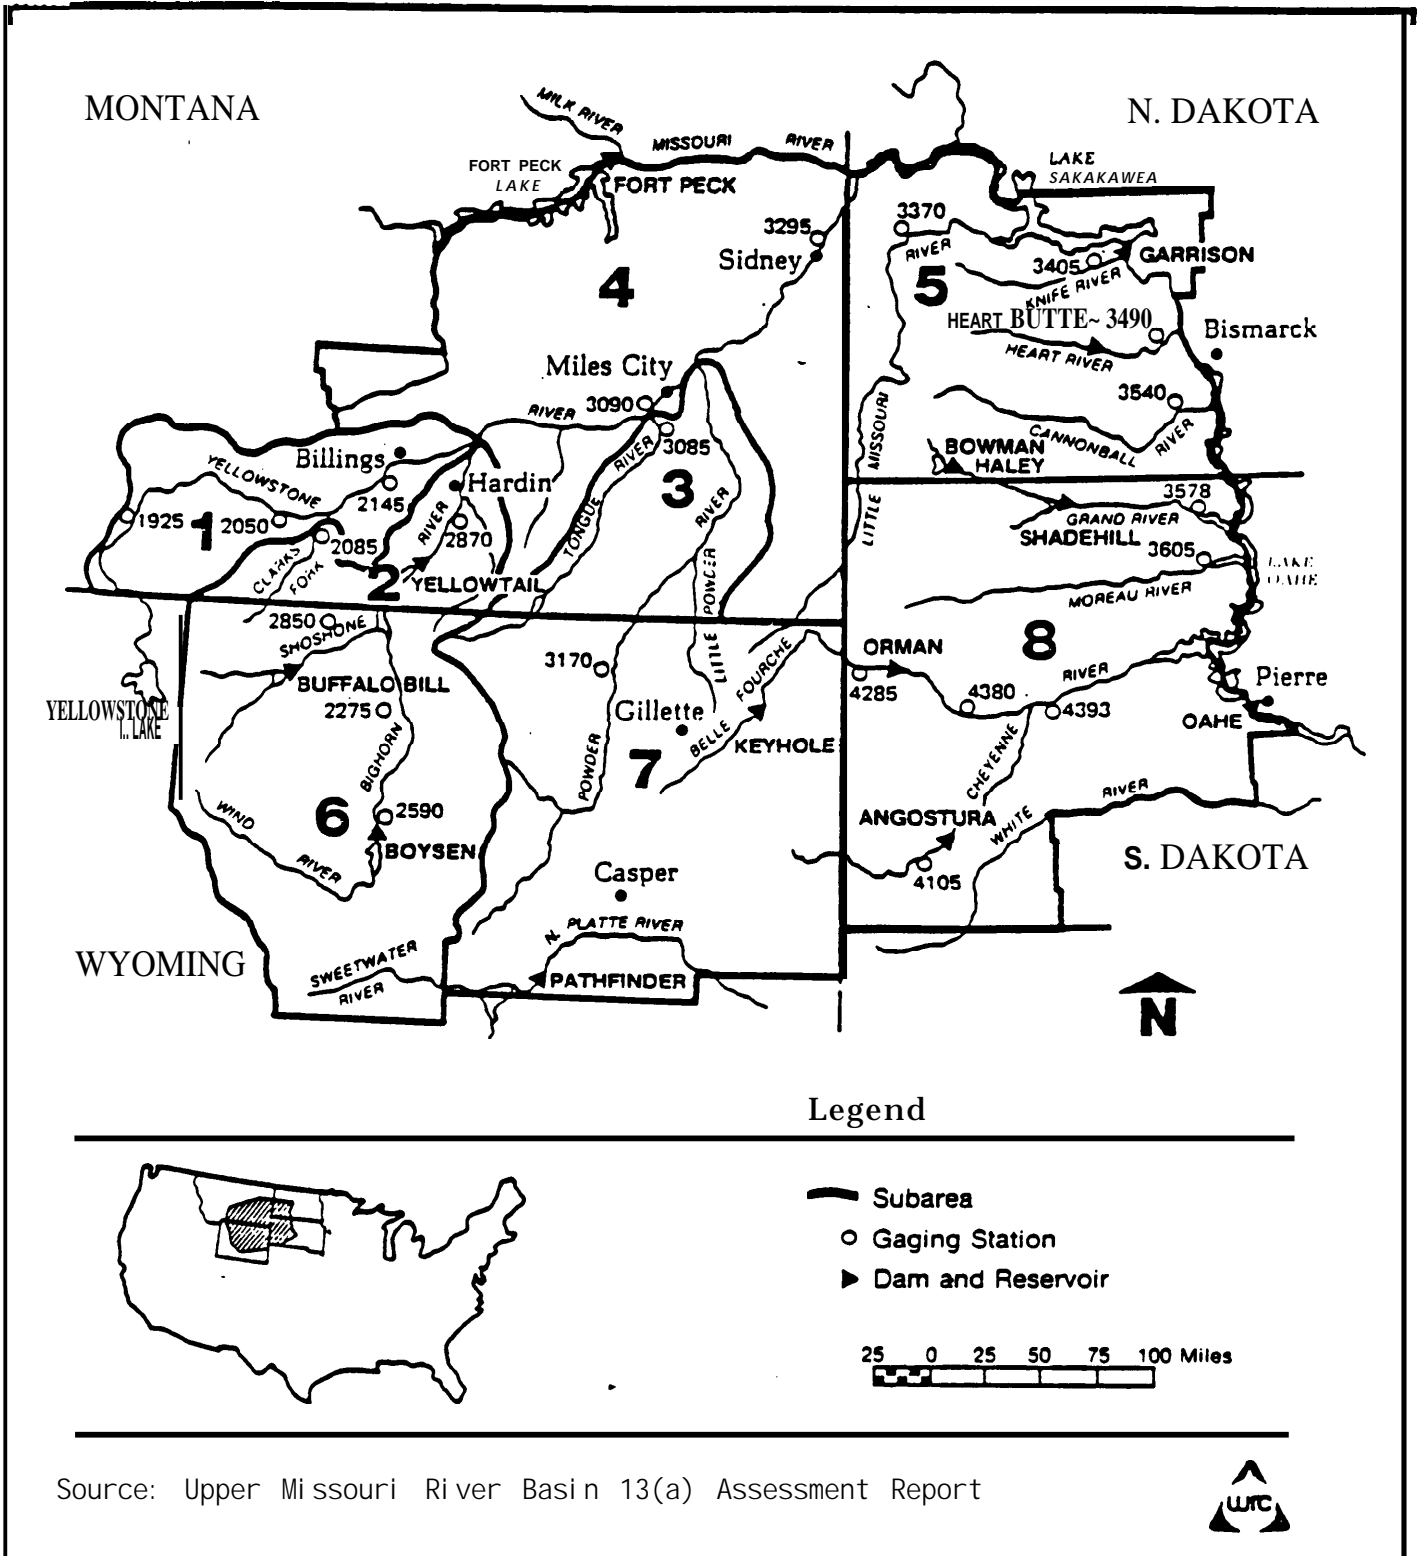 MONTANA
N. DAKOTA
MILK RIVER
MISSOURI RIVER
FORT PECK
LAKE
FORT PECK
LAKE
SAKAKAWEA
3295
Sidney
3370
RIVER
3405
GARRISON
KNIFE RIVER
4
5
HEART BUTTE~ 3490
HEART RIVER
Bismarck
Miles City
3090
RIVER
3085
3540
CANNONBALL RIVER
LITTLE MISSOURI
BOWMAN
HALEY
Billings
YELLOWSTONE
2145
Hardin
1925
1
2050
2085
CLARKS
FORK
RIVER
2870
2
YELLOWTAIL
TONGUE RIVER
3
RIVER
LITTLE POWDER
3578
GRAND RIVER
SHADEHILL
3605
LAKE
OAHE
MOREAU RIVER
2850
SHOSHONE
BUFFALO BILL
2275
YELLOWSTONE
L. LAKE
BIGHORN
3170
Gillette
7
POWDER
BELLE FOURCHE
KEYHOLE
ORMAN
8
4285
4380
RIVER
4393
Pierre
OAHE
CHEYENNE
WIND
RIVER
6
2590
BOYSEN
ANGOSTURA
WHITE
RIVER
4105
S. DAKOTA
Casper
N. PLATTE RIVER
WYOMING
SWEETWATER
RIVER
PATHFINDER
N
Legend
Subarea
Gaging Station
Dam and Reservoir
25 0 25 50 75 100 Miles
Source: Upper Missouri River Basin 13(a) Assessment Report
wrc